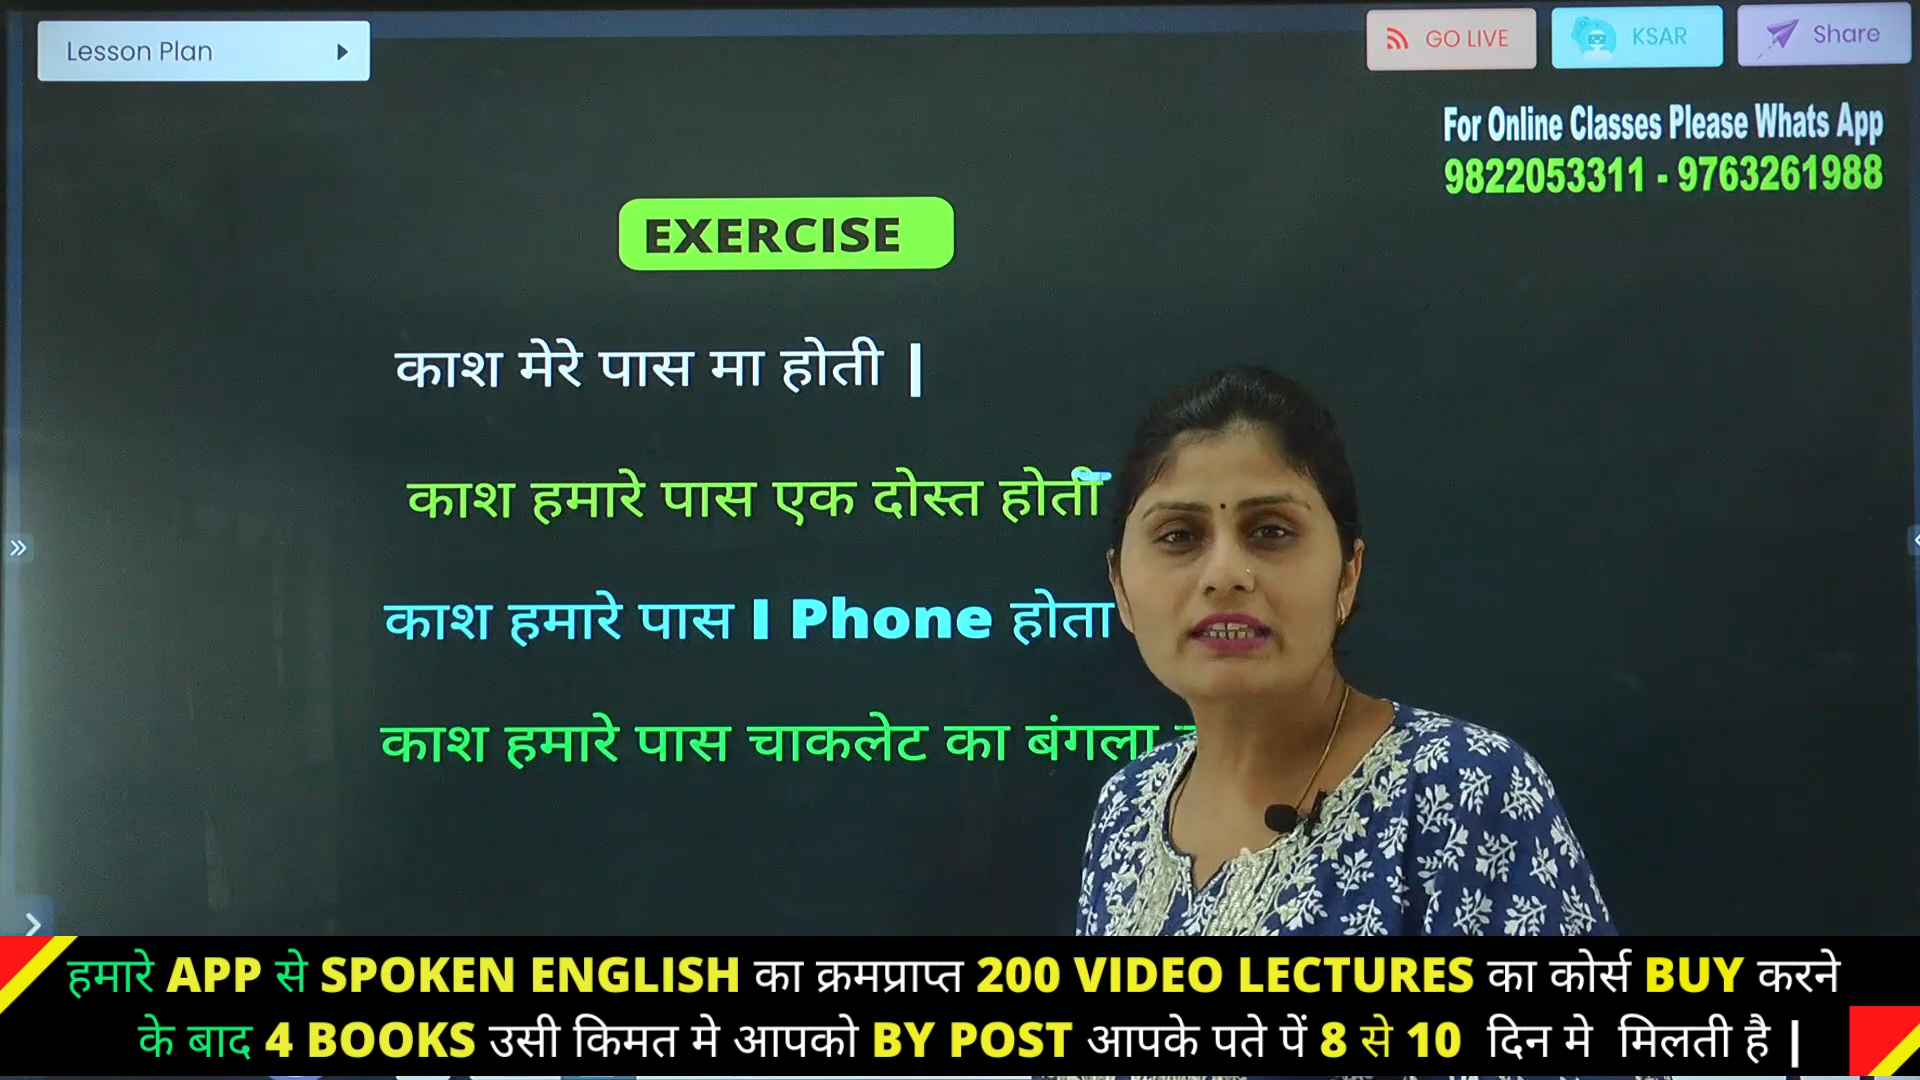 Lesson Plan
GO LIVE
KSAR
Share
For Online Classes Please Whats App
9822053311 - 9763261988
EXERCISE
काश मेरे पास मा होती |
काश हमारे पास एक दोस्त होती
काश हमारे पास I Phone होता
काश हमारे पास चाकलेट का बंगला
हमारे APP से SPOKEN ENGLISH का क्रमप्राप्त 200 VIDEO LECTURES का कोर्स BUY करने
के बाद 4 BOOKS उसी किमत मे आपको BY POST आपके पते पें 8 से 10 दिन मे मिलती है |